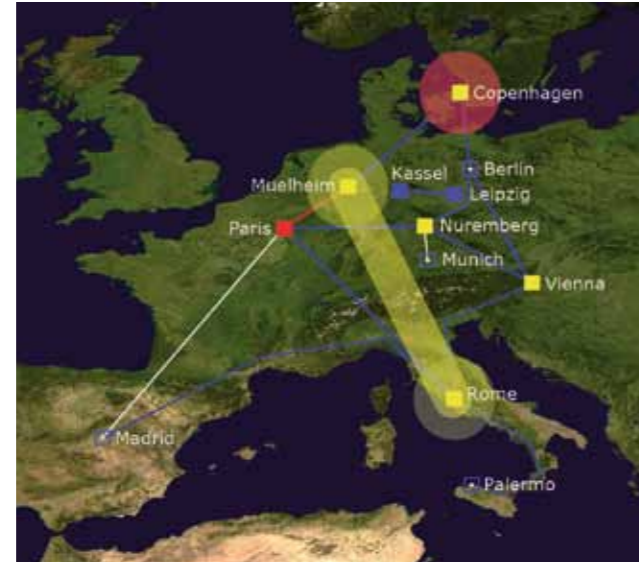 Copenhagen
Berlin
Kassel
Muelheim
Leipzig
Paris
Nuremberg
Munich
Vienna
Rome
Madrid
Palermo